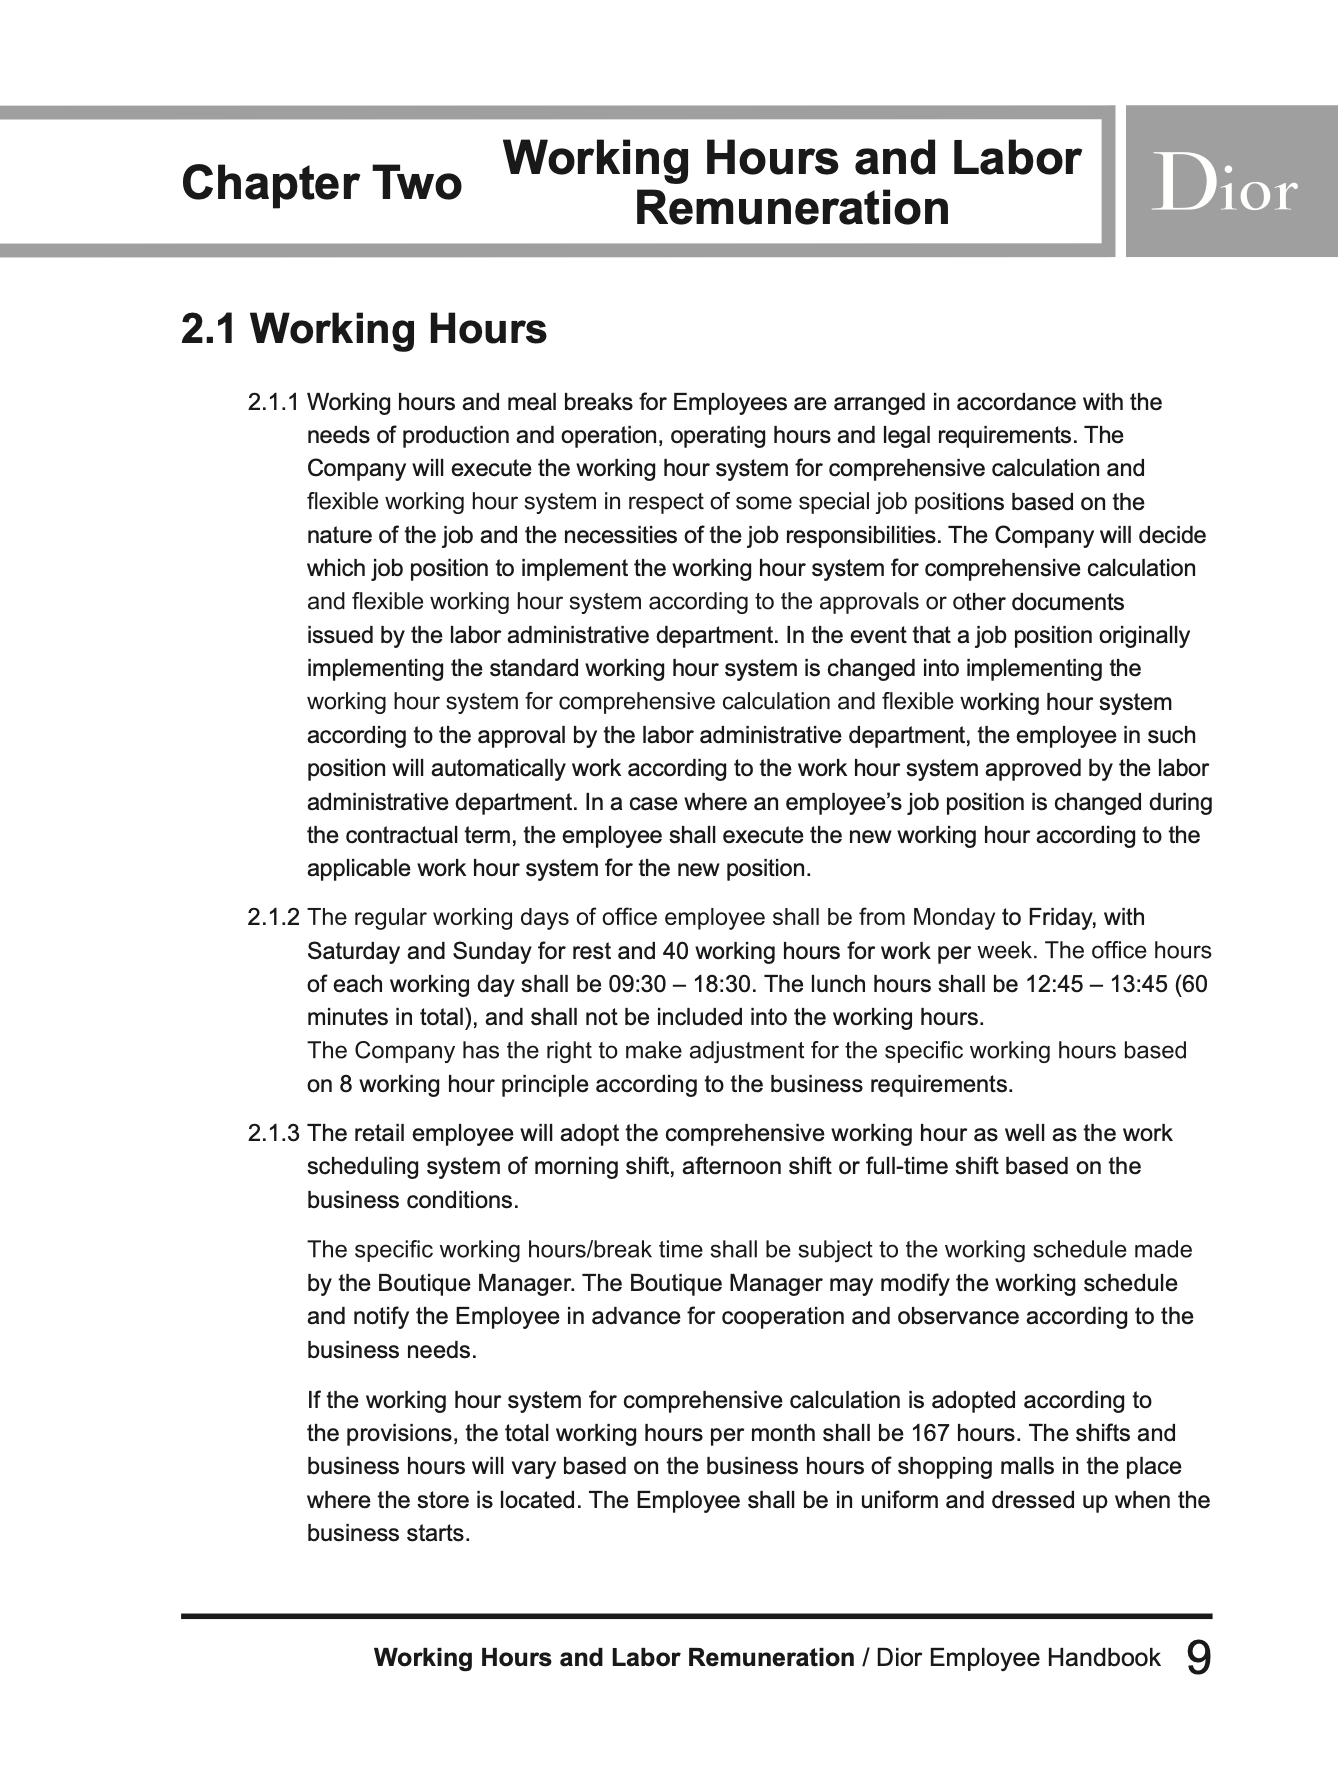 Chapter Two
Working Hours and Labor
Remuneration
Dior
2.1 Working Hours
2.1.1 Working hours and meal breaks for Employees are arranged in accordance with the
needs of production and operation, operating hours and legal requirements. The
Company will execute the working hour system for comprehensive calculation and
flexible working hour system in respect of some special job positions based on the
nature of the job and the necessities of the job responsibilities. The Company will decide
which job position to implement the working hour system for comprehensive calculation
and flexible working hour system according to the approvals or other documents
issued by the labor administrative department. In the event that a job position originally
implementing the standard working hour system is changed into implementing the
working hour system for comprehensive calculation and flexible working hour system
according to the approval by the labor administrative department, the employee in such
position will automatically work according to the work hour system approved by the labor
administrative department. In a case where an employee’s job position is changed during
the contractual term, the employee shall execute the new working hour according to the
applicable work hour system for the new position.
2.1.2 The regular working days of office employee shall be from Monday to Friday, with
Saturday and Sunday for rest and 40 working hours for work per week. The office hours
of each working day shall be 09:30 – 18:30. The lunch hours shall be 12:45 – 13:45 (60
minutes in total), and shall not be included into the working hours.
The Company has the right to make adjustment for the specific working hours based
on 8 working hour principle according to the business requirements.
2.1.3 The retail employee will adopt the comprehensive working hour as well as the work
scheduling system of morning shift, afternoon shift or full-time shift based on the
business conditions.
The specific working hours/break time shall be subject to the working schedule made
by the Boutique Manager. The Boutique Manager may modify the working schedule
and notify the Employee in advance for cooperation and observance according to the
business needs.
If the working hour system for comprehensive calculation is adopted according to
the provisions, the total working hours per month shall be 167 hours. The shifts and
business hours will vary based on the business hours of shopping malls in the place
where the store is located. The Employee shall be in uniform and dressed up when the
business starts.
Working Hours and Labor Remuneration / Dior Employee Handbook 9